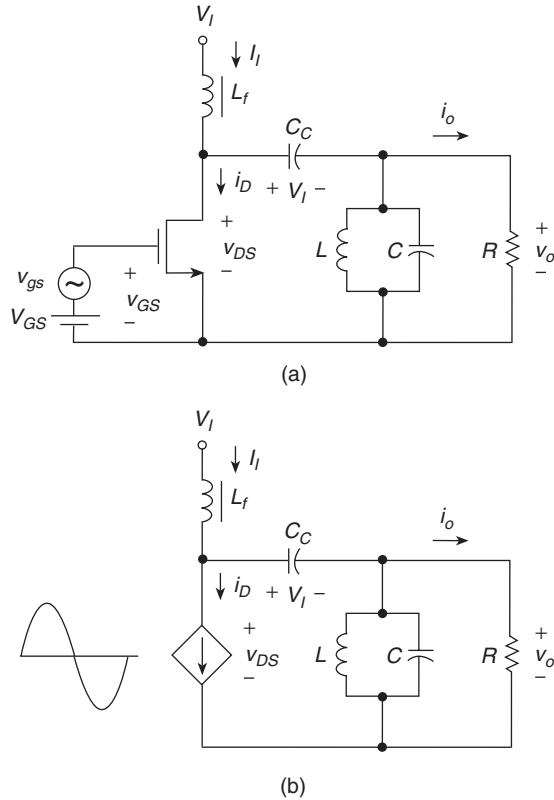 V_I
I_I
L_f
C_C
i_o
i_D + V_I −
+
v_DS
−
v_gs
V_GS
+
v_GS
−
L
C
R
+
v_o
−
(a)
V_I
I_I
L_f
C_C
i_o
i_D + V_I −
+
v_DS
−
L
C
R
+
v_o
−
(b)